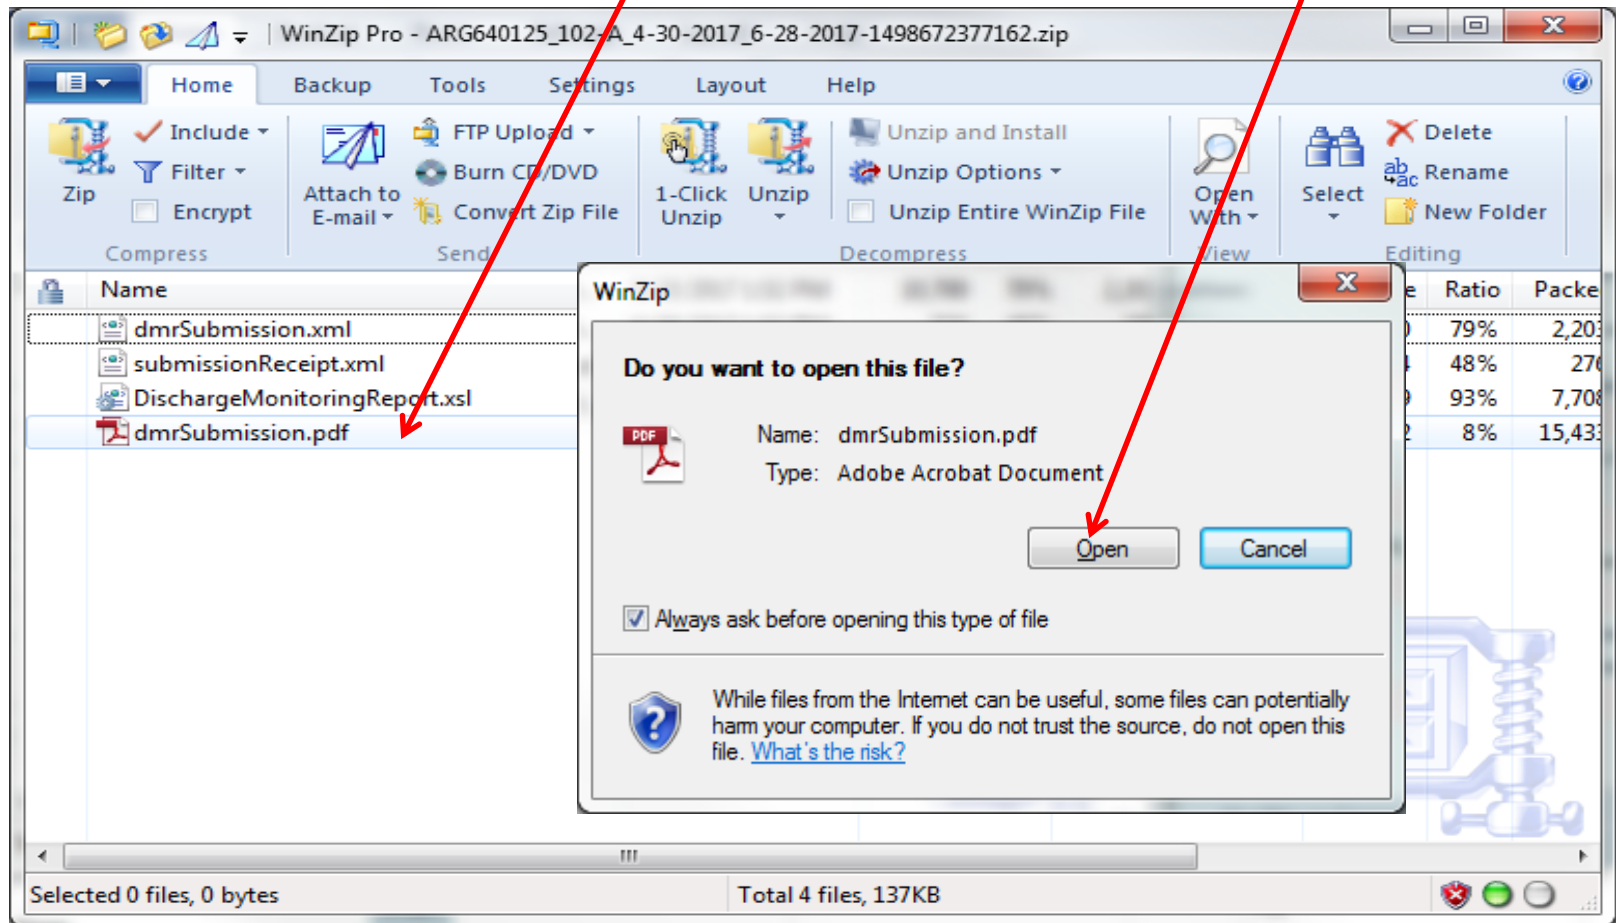 WinZip Pro - ARG640125_102-A_4-30-2017_6-28-2017-1498672377162.zip
Home Backup Tools Settings Layout Help
Include FTP Upload Unzip and Install Delete
Filter Burn CD/DVD Unzip Options Rename
Zip Attach to E-mail 1-Click Unzip Unzip Open With Select
Encrypt Convert Zip File Unzip Entire WinZip File New Folder
Compress Send Decompress View Editing
Name Ratio Packe
dmrSubmission.xml 79% 2,203
submissionReceipt.xml 48% 276
DischargeMonitoringReport.xsl 93% 7,708
dmrSubmission.pdf 8% 15,433
WinZip
Do you want to open this file?
PDF
Name: dmrSubmission.pdf
Type: Adobe Acrobat Document
Open Cancel
Always ask before opening this type of file
While files from the Internet can be useful, some files can potentially
harm your computer. If you do not trust the source, do not open this
file. What's the risk?
Selected 0 files, 0 bytes Total 4 files, 137KB